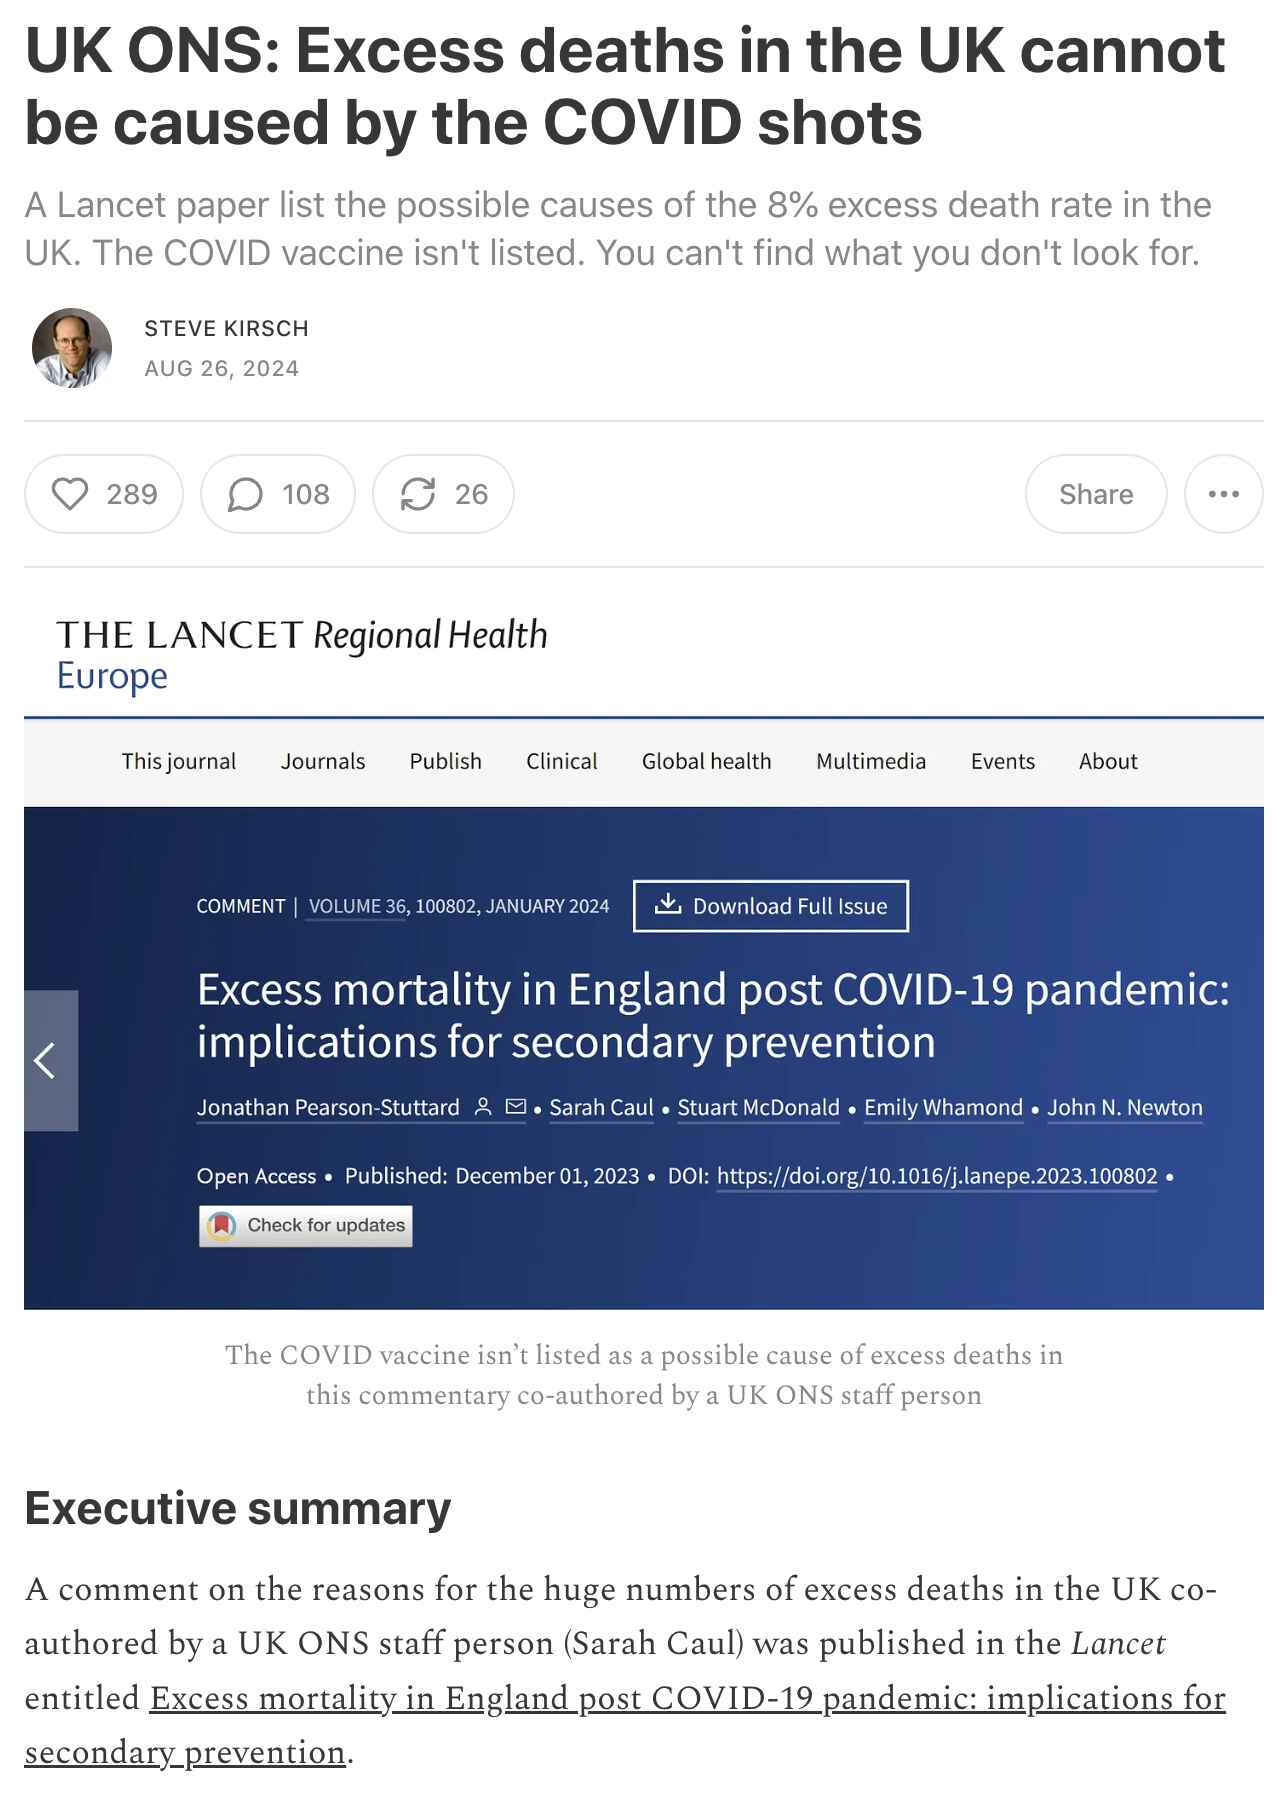 UK ONS: Excess deaths in the UK cannot
be caused by the COVID shots
A Lancet paper list the possible causes of the 8% excess death rate in the
UK. The COVID vaccine isn't listed. You can't find what you don't look for.
STEVE KIRSCH
AUG 26, 2024
289
108
26
Share
THE LANCET Regional Health
Europe
This journal
Journals
Publish
Clinical
Global health
Multimedia
Events
About
COMMENT | VOLUME 36, 100802, JANUARY 2024
Download Full Issue
Excess mortality in England post COVID-19 pandemic:
implications for secondary prevention
Jonathan Pearson-Stuttard • Sarah Caul • Stuart McDonald • Emily Whamond • John N. Newton
Open Access • Published: December 01, 2023 • DOI: https://doi.org/10.1016/j.lanepe.2023.100802 •
Check for updates
The COVID vaccine isn’t listed as a possible cause of excess deaths in
this commentary co-authored by a UK ONS staff person
Executive summary
A comment on the reasons for the huge numbers of excess deaths in the UK co-
authored by a UK ONS staff person (Sarah Caul) was published in the Lancet
entitled Excess mortality in England post COVID-19 pandemic: implications for
secondary prevention.